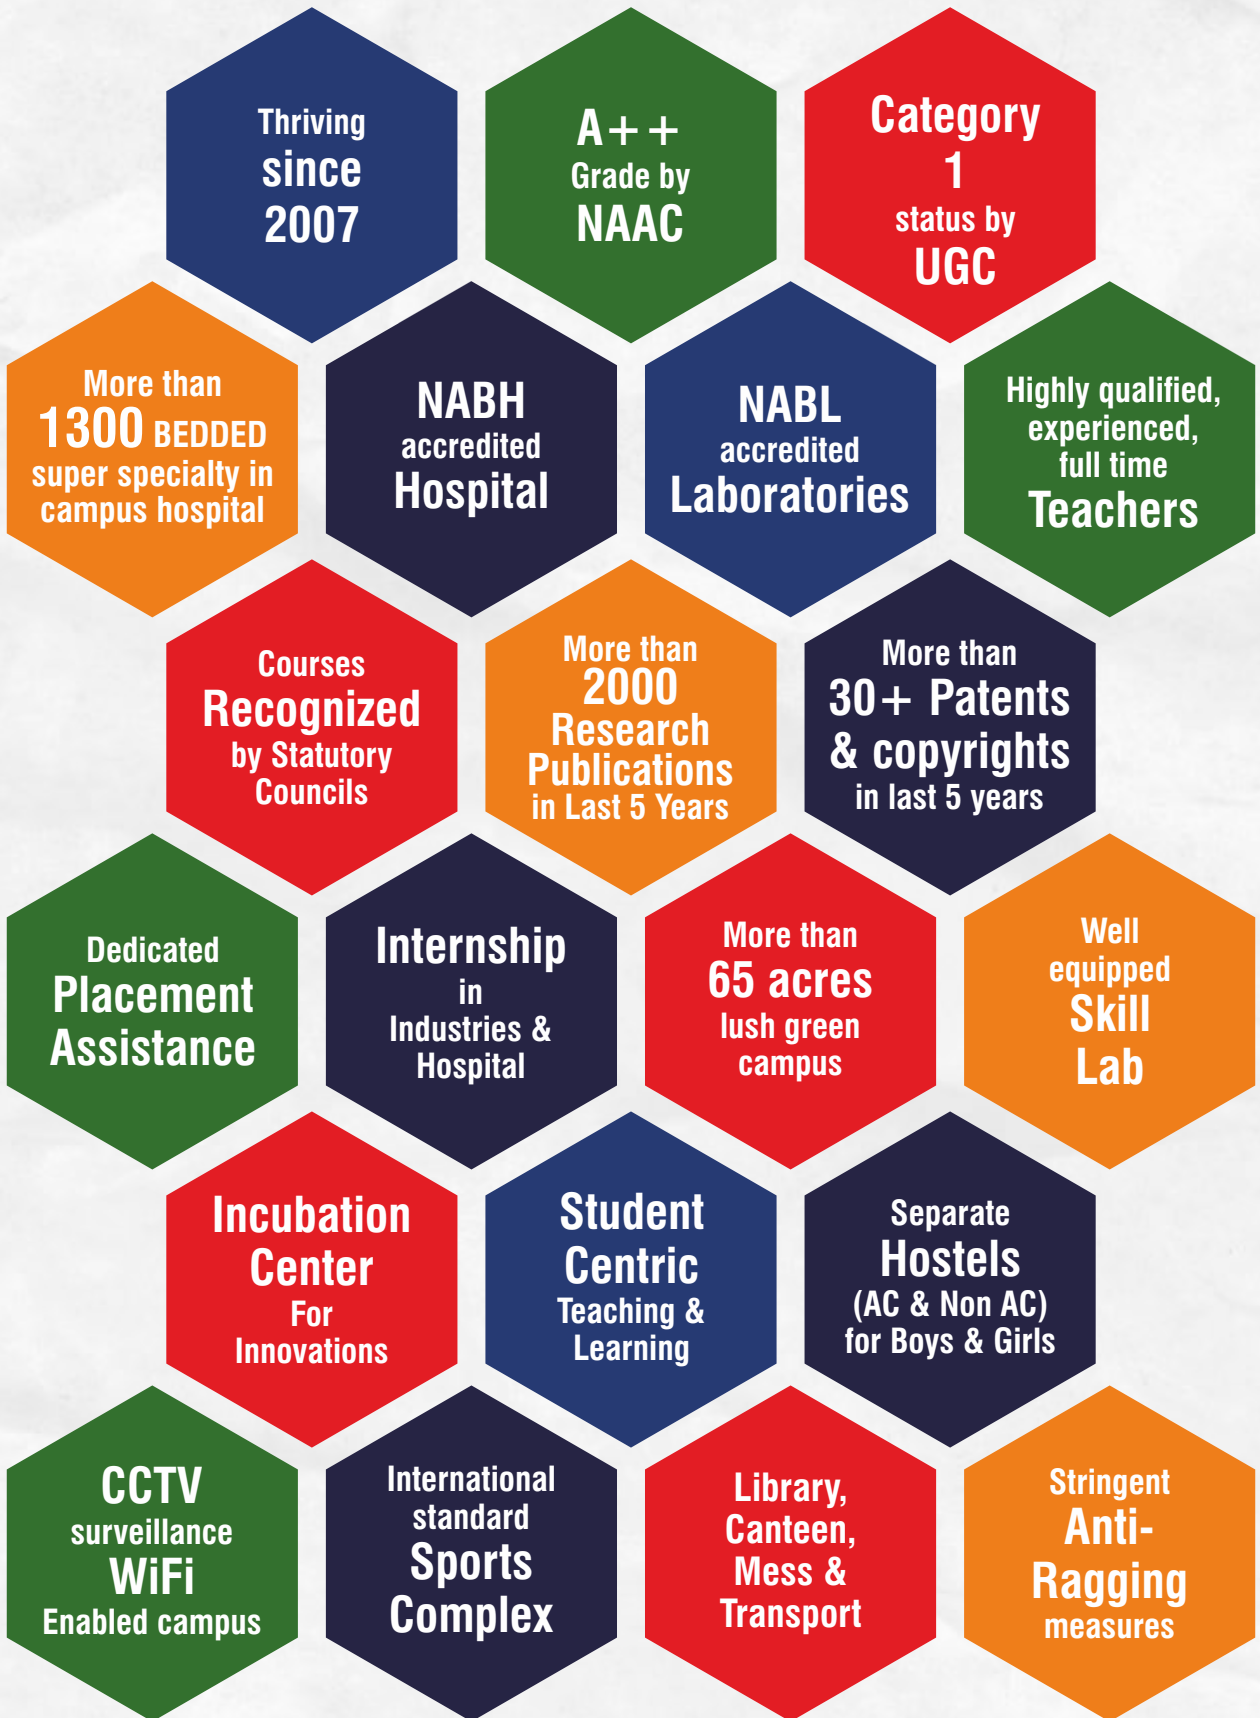 Thriving
since
2007
A++
Grade by
NAAC
Category
1
status by
UGC
More than
1300 BEDDED
super specialty in
campus hospital
NABH
accredited
Hospital
NABL
accredited
Laboratories
Highly qualified,
experienced,
full time
Teachers
Courses
Recognized
by Statutory
Councils
More than
2000
Research
Publications
in Last 5 Years
More than
30+ Patents
& copyrights
in last 5 years
Dedicated
Placement
Assistance
Internship
in
Industries &
Hospital
More than
65 acres
lush green
campus
Well
equipped
Skill
Lab
Incubation
Center
For
Innovations
Student
Centric
Teaching &
Learning
Separate
Hostels
(AC & Non AC)
for Boys & Girls
CCTV
surveillance
WiFi
Enabled campus
International
standard
Sports
Complex
Library,
Canteen,
Mess &
Transport
Stringent
Anti-
Ragging
measures